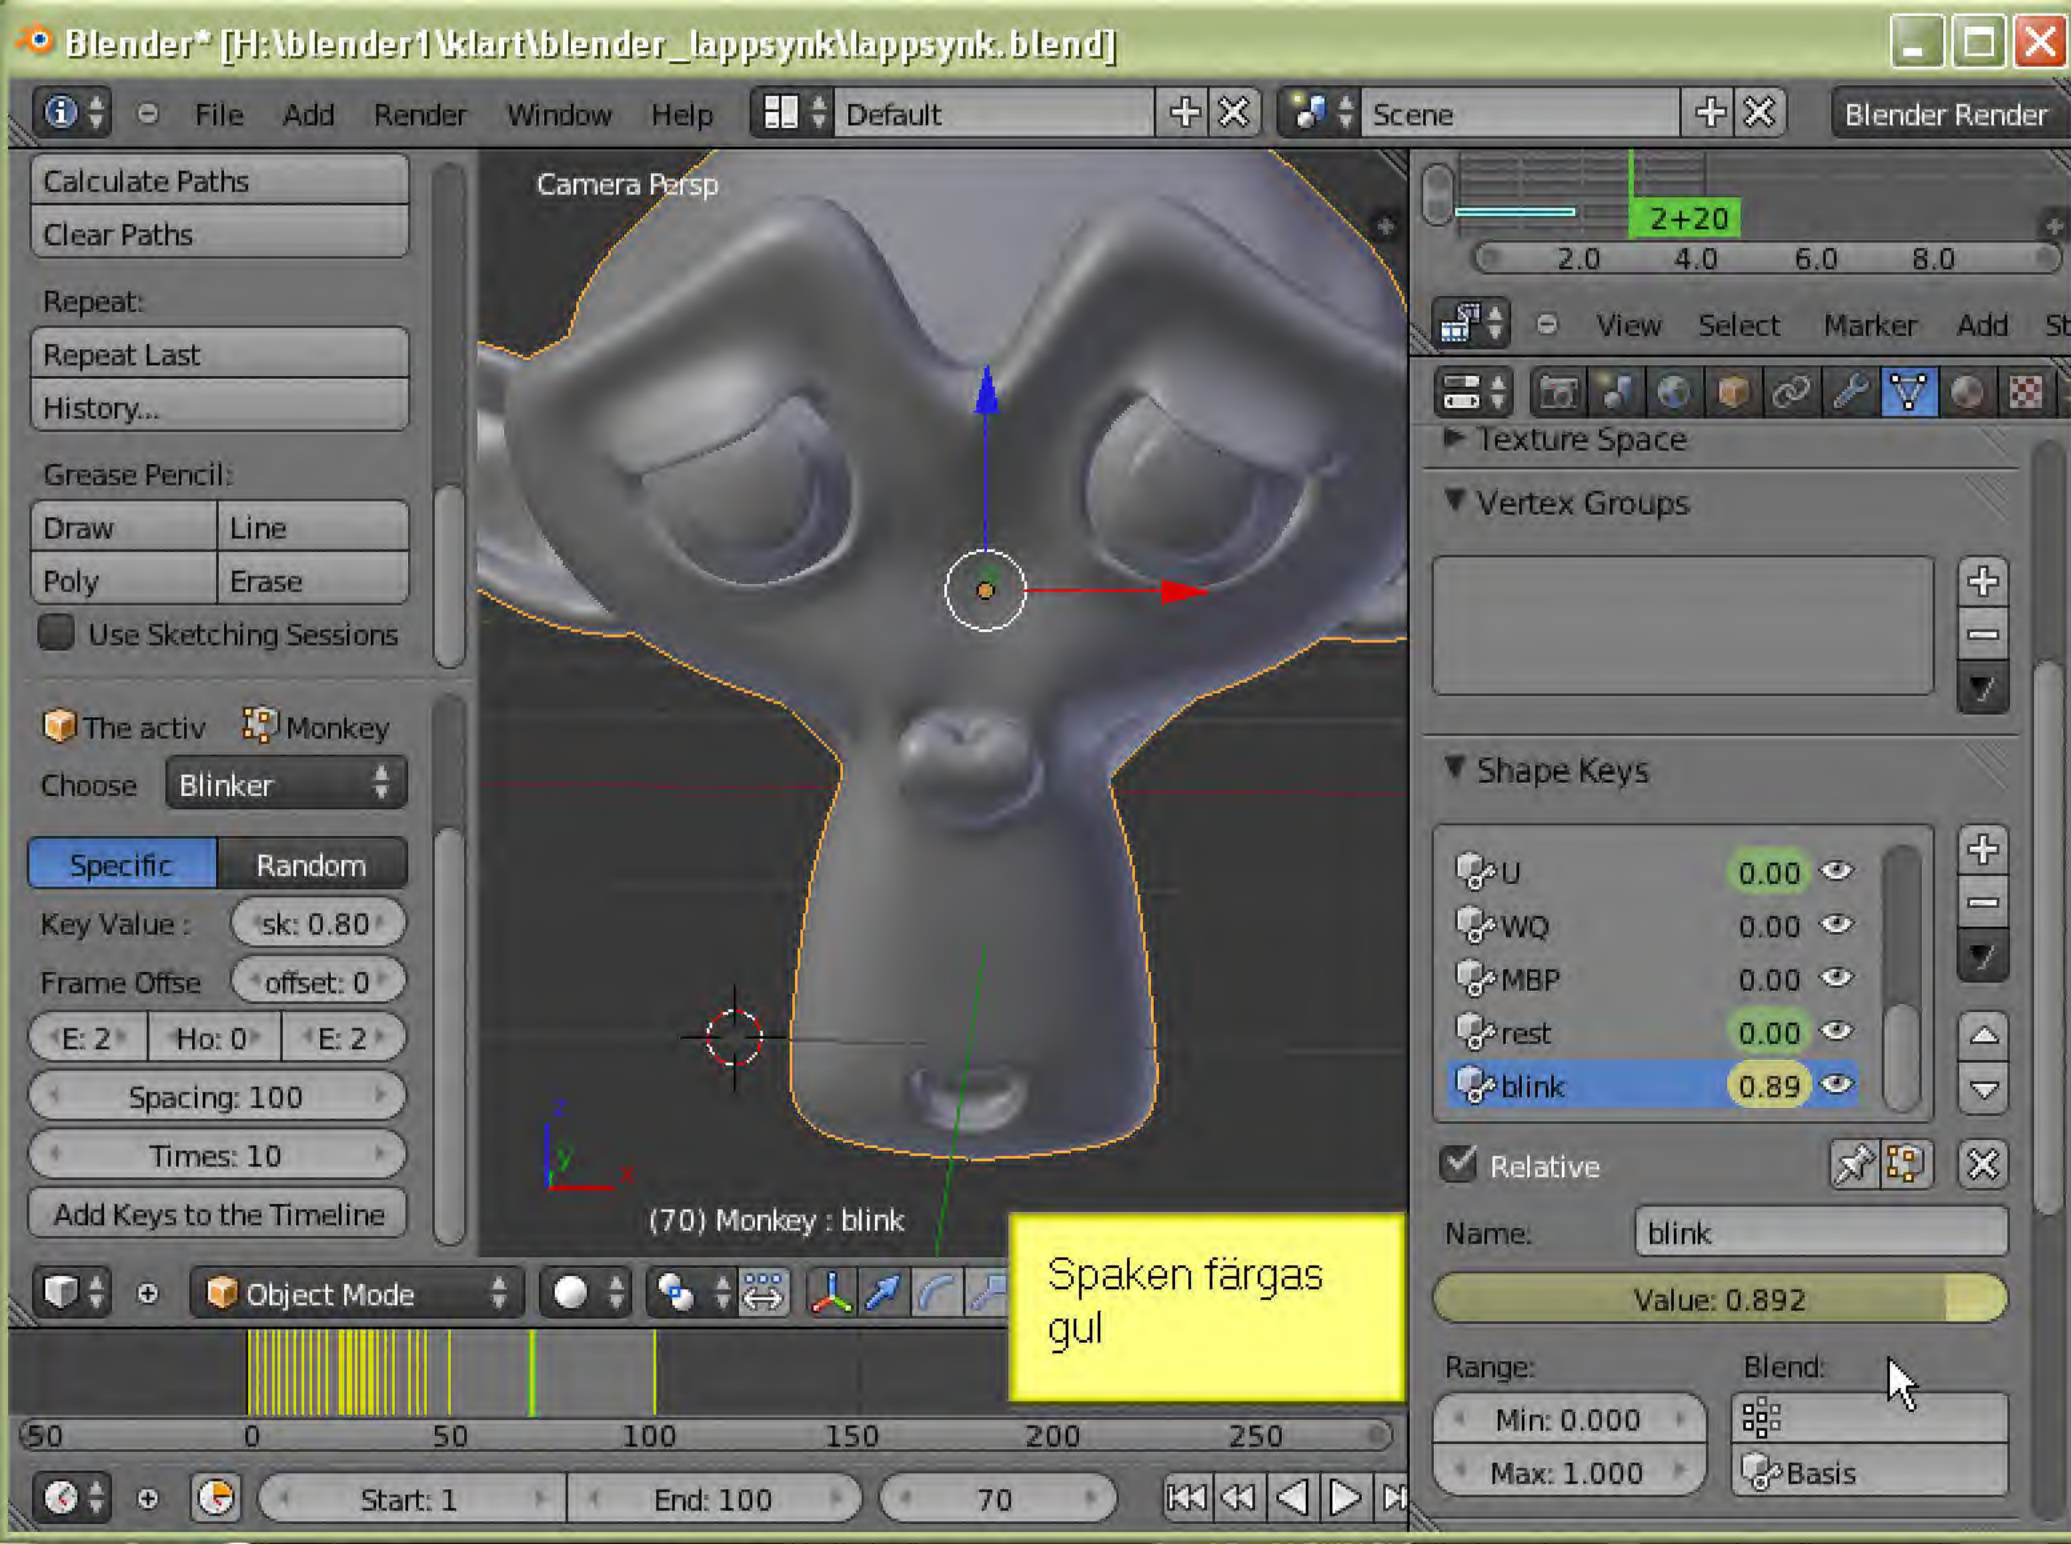 Blender* [H:\blender1\klart\blender_lappsynk\lappsynk.blend]
File Add Render Window Help Default Scene Blender Render
Calculate Paths
Clear Paths
Repeat:
Repeat Last
History...
Grease Pencil:
Draw Line
Poly Erase
Use Sketching Sessions
The activ Monkey
Choose Blinker
Specific Random
Key Value : sk: 0.80
Frame Offse offset: 0
E: 2 Ho: 0 E: 2
Spacing: 100
Times: 10
Add Keys to the Timeline
Camera Persp
z
y
x
(70) Monkey : blink
Object Mode
Spaken färgas
gul
0 50 100 150 200 250
Start: 1 End: 100 70
2+20
2.0 4.0 6.0 8.0
View Select Marker Add St
Texture Space
Vertex Groups
Shape Keys
U 0.00
WQ 0.00
MBP 0.00
rest 0.00
blink 0.89
Relative
Name: blink
Value: 0.892
Range: Blend:
Min: 0.000
Max: 1.000 Basis